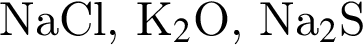 NaCl, K₂O, Na₂S